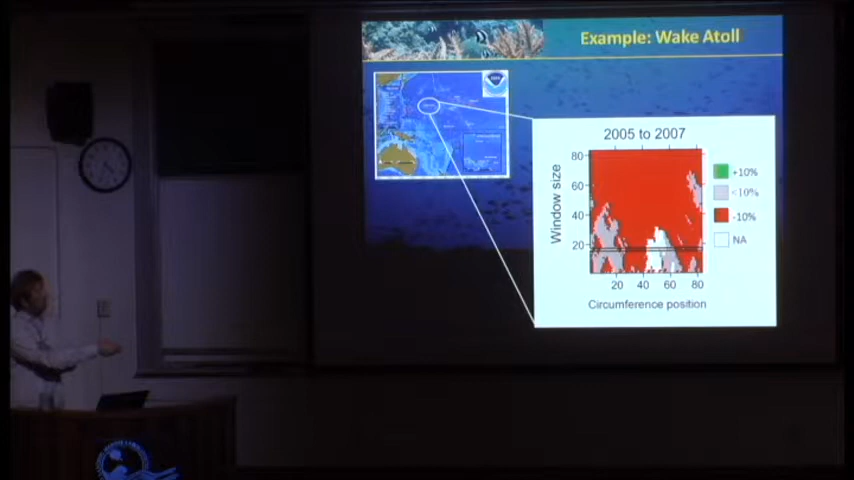 Example: Wake Atoll
2005 to 2007
Window size
80
60
40
20
20 40 60 80
Circumference position
+10%
<10%
-10%
NA